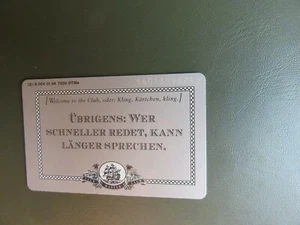 [Welcome to the Club, oder: Kling, Kärtchen, kling.]
ÜBRIGENS: WER
SCHNELLER REDET, KANN
LÄNGER SPRECHEN.